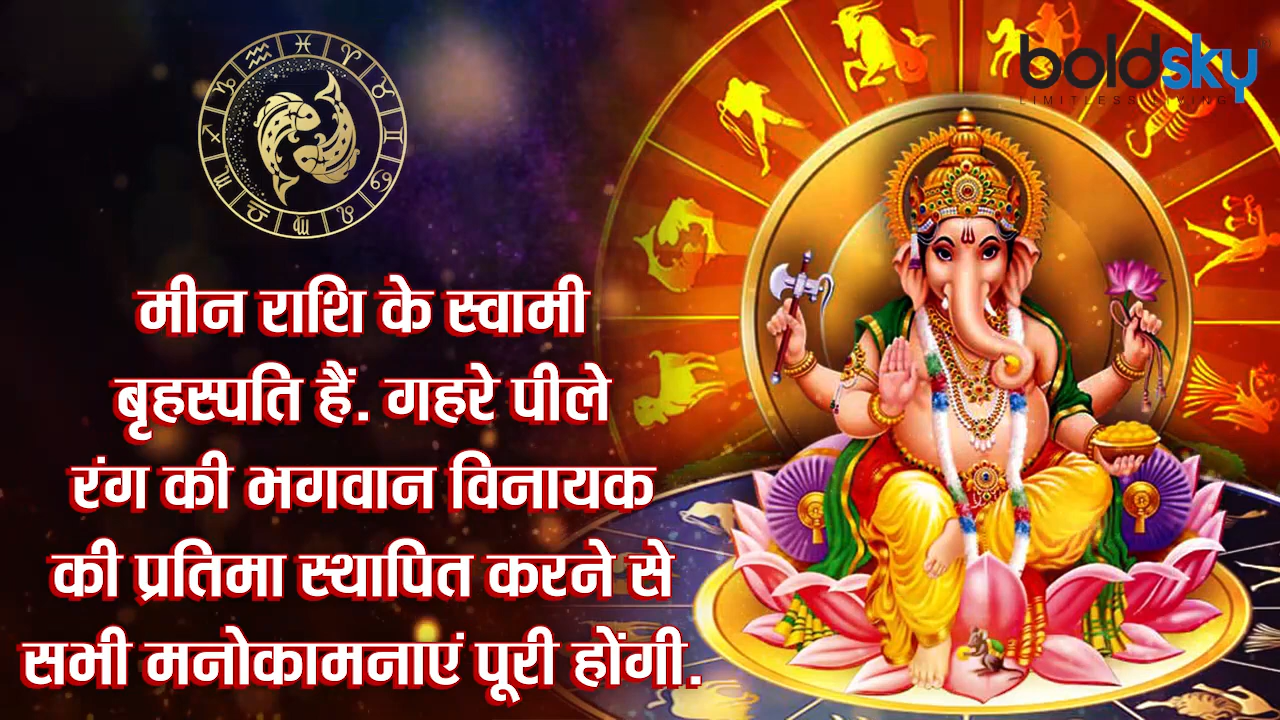 boldsky
LIMITLESS LIVING
मीन राशि के स्वामी
बृहस्पति हैं. गहरे पीले
रंग की भगवान विनायक
की प्रतिमा स्थापित करने से
सभी मनोकामनाएं पूरी होंगी.